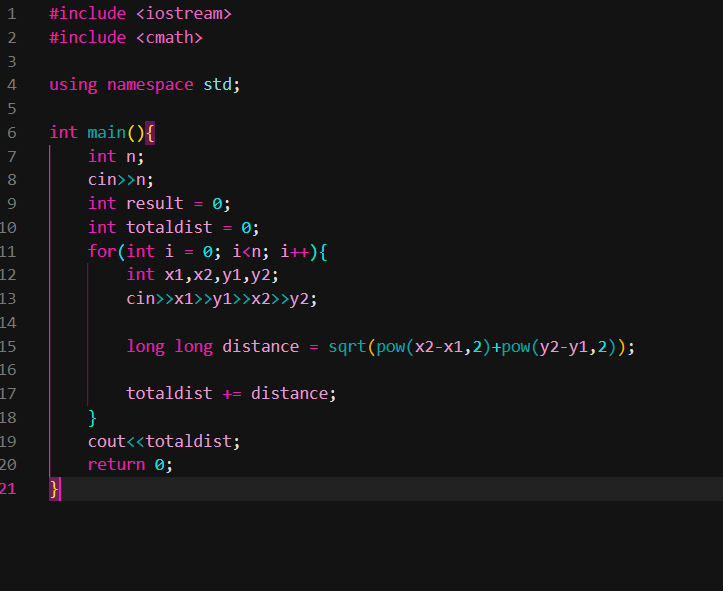 1 #include <iostream>
2 #include <cmath>
3
4 using namespace std;
5
6 int main(){
7     int n;
8     cin>>n;
9     int result = 0;
10     int totaldist = 0;
11     for(int i = 0; i<n; i++){
12         int x1,x2,y1,y2;
13         cin>>x1>>y1>>x2>>y2;
14
15         long long distance = sqrt(pow(x2-x1,2)+pow(y2-y1,2));
16
17         totaldist += distance;
18     }
19     cout<<totaldist;
20     return 0;
21 }